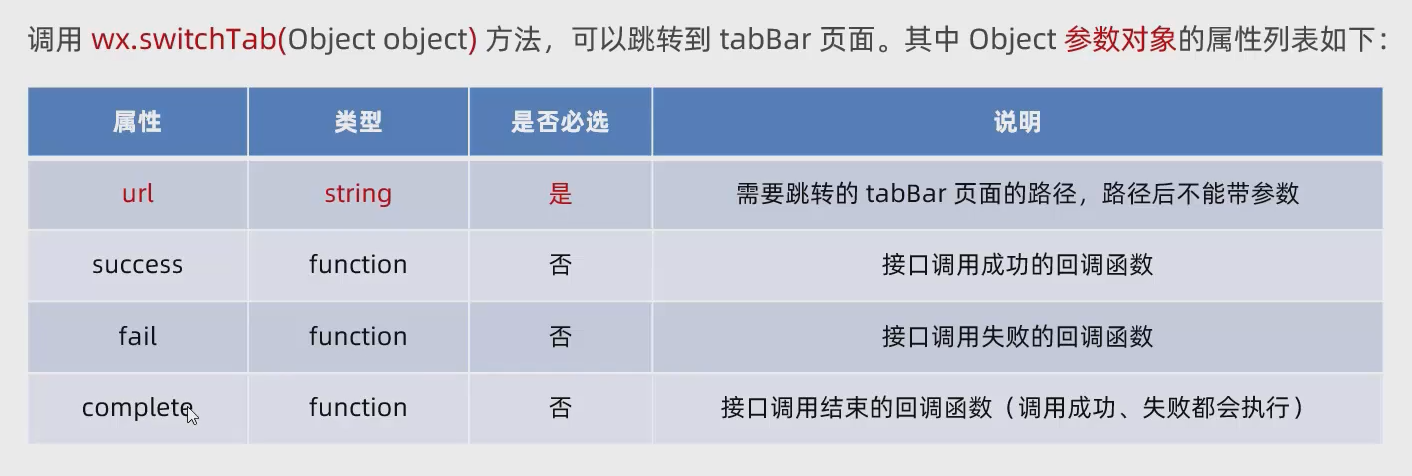 调用 wx.switchTab(Object object) 方法，可以跳转到 tabBar 页面。其中 Object 参数对象的属性列表如下：
属性 类型 是否必选 说明
url string 是 需要跳转的 tabBar 页面的路径，路径后不能带参数
success function 否 接口调用成功的回调函数
fail function 否 接口调用失败的回调函数
complete function 否 接口调用结束的回调函数（调用成功、失败都会执行）